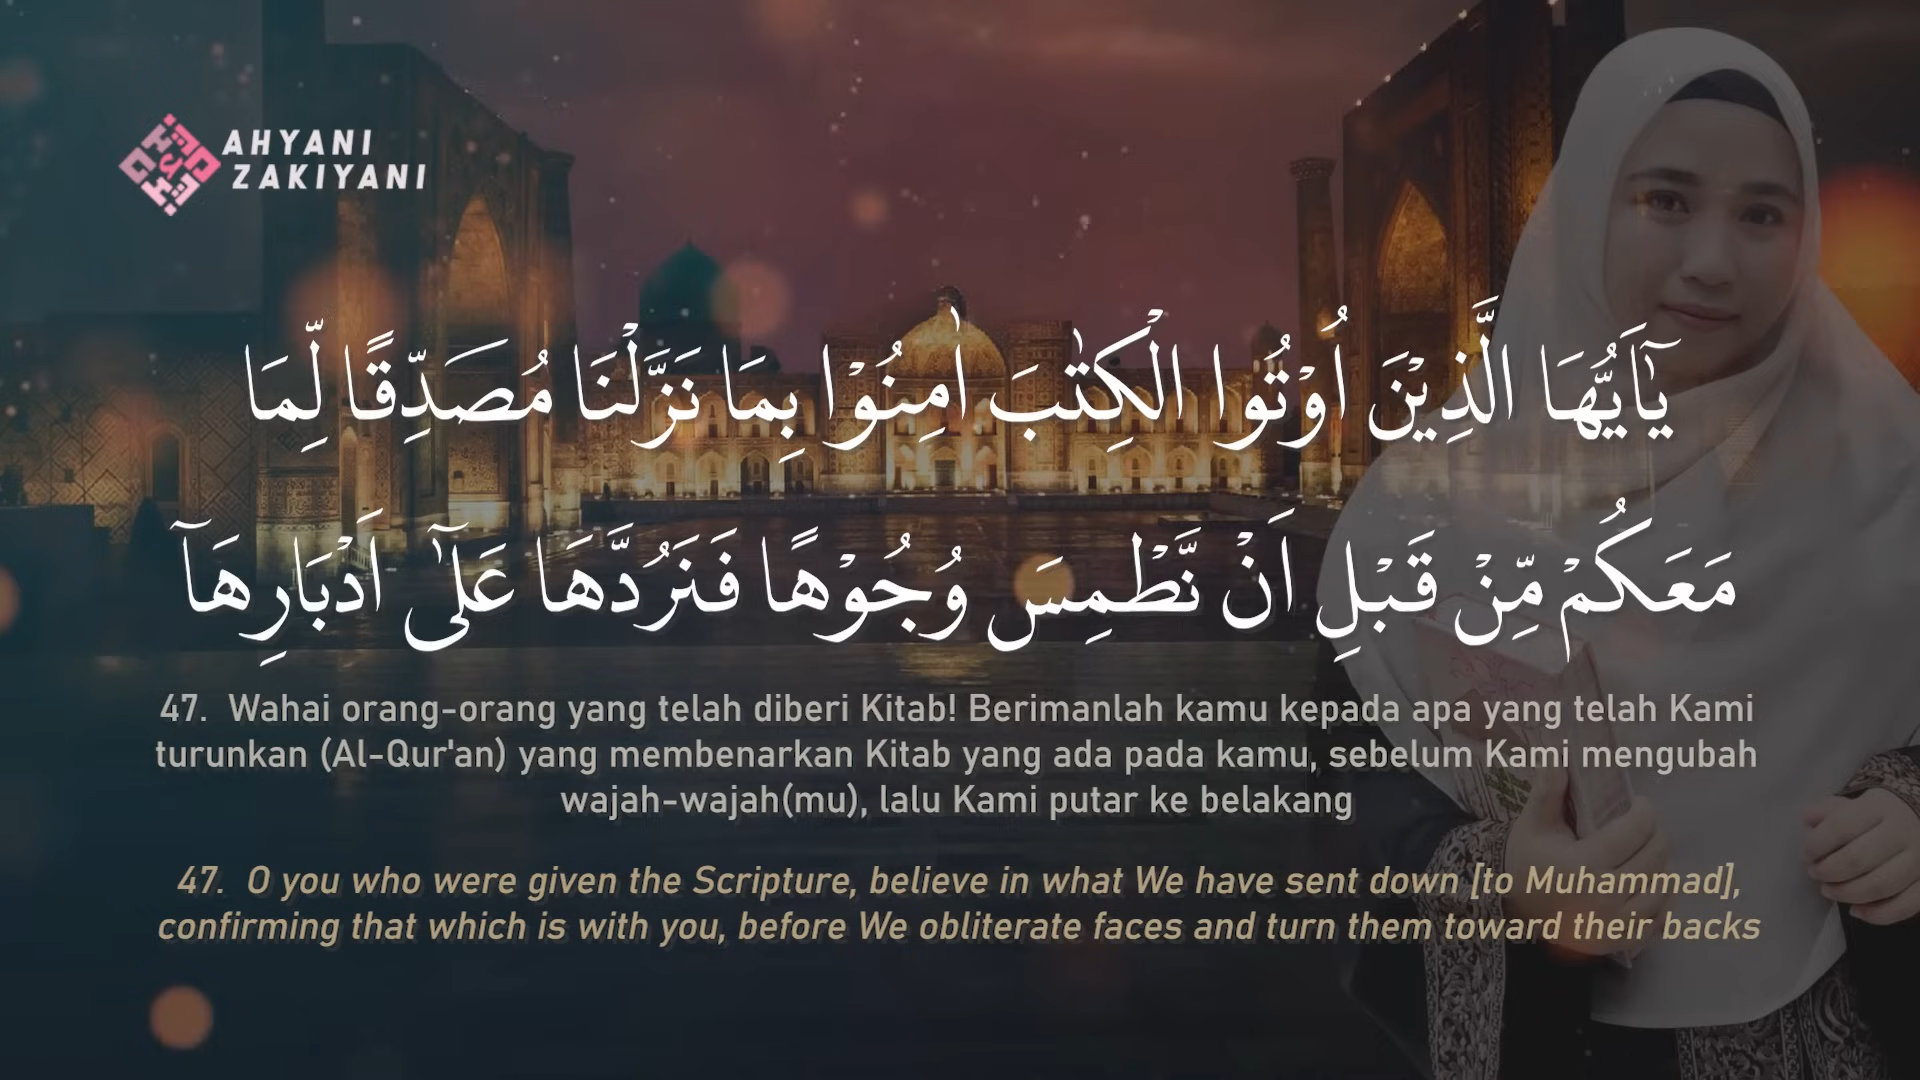 AHYANI
ZAKIYANI
يٰٓاَيُّهَا الَّذِيْنَ اُوْتُوا الْكِتٰبَ اٰمِنُوْا بِمَا نَزَّلْنَا مُصَدِّقًا لِّمَا
مَعَكُمْ مِّنْ قَبْلِ اَنْ نَّطْمِسَ وُجُوْهًا فَنَرُدَّهَا عَلٰٓى اَدْبَارِهَآ
47. Wahai orang-orang yang telah diberi Kitab! Berimanlah kamu kepada apa yang telah Kami
turunkan (Al-Qur'an) yang membenarkan Kitab yang ada pada kamu, sebelum Kami mengubah
wajah-wajah(mu), lalu Kami putar ke belakang
47. O you who were given the Scripture, believe in what We have sent down [to Muhammad],
confirming that which is with you, before We obliterate faces and turn them toward their backs